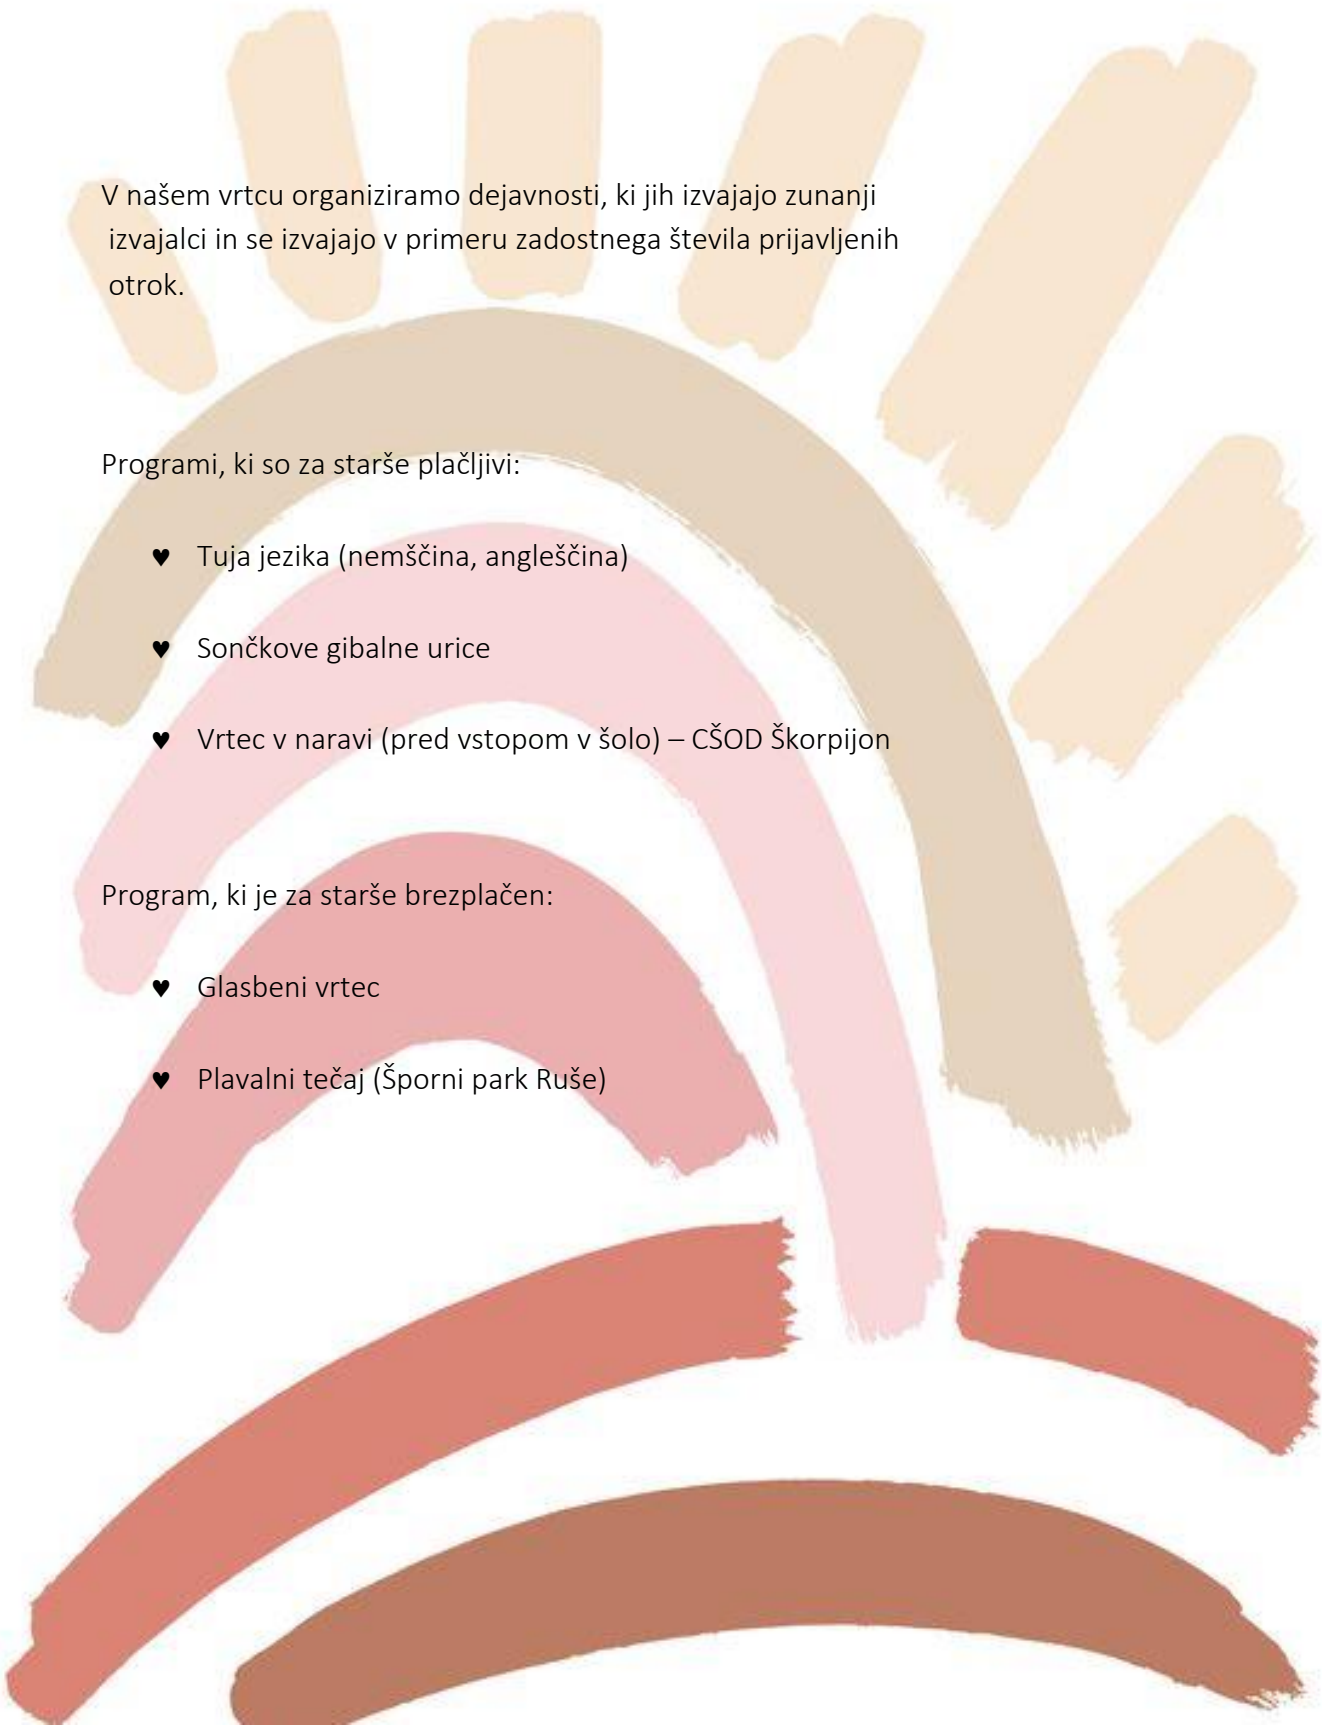 V našem vrtcu organiziramo dejavnosti, ki jih izvajajo zunanji
izvajalci in se izvajajo v primeru zadostnega števila prijavljenih
otrok.
Programi, ki so za starše plačljivi:
♥ Tuja jezika (nemščina, angleščina)
♥ Sončkove gibalne urice
♥ Vrtec v naravi (pred vstopom v šolo) – CŠOD Škorpijon
Program, ki je za starše brezplačen:
♥ Glasbeni vrtec
♥ Plavalni tečaj (Šporni park Ruše)